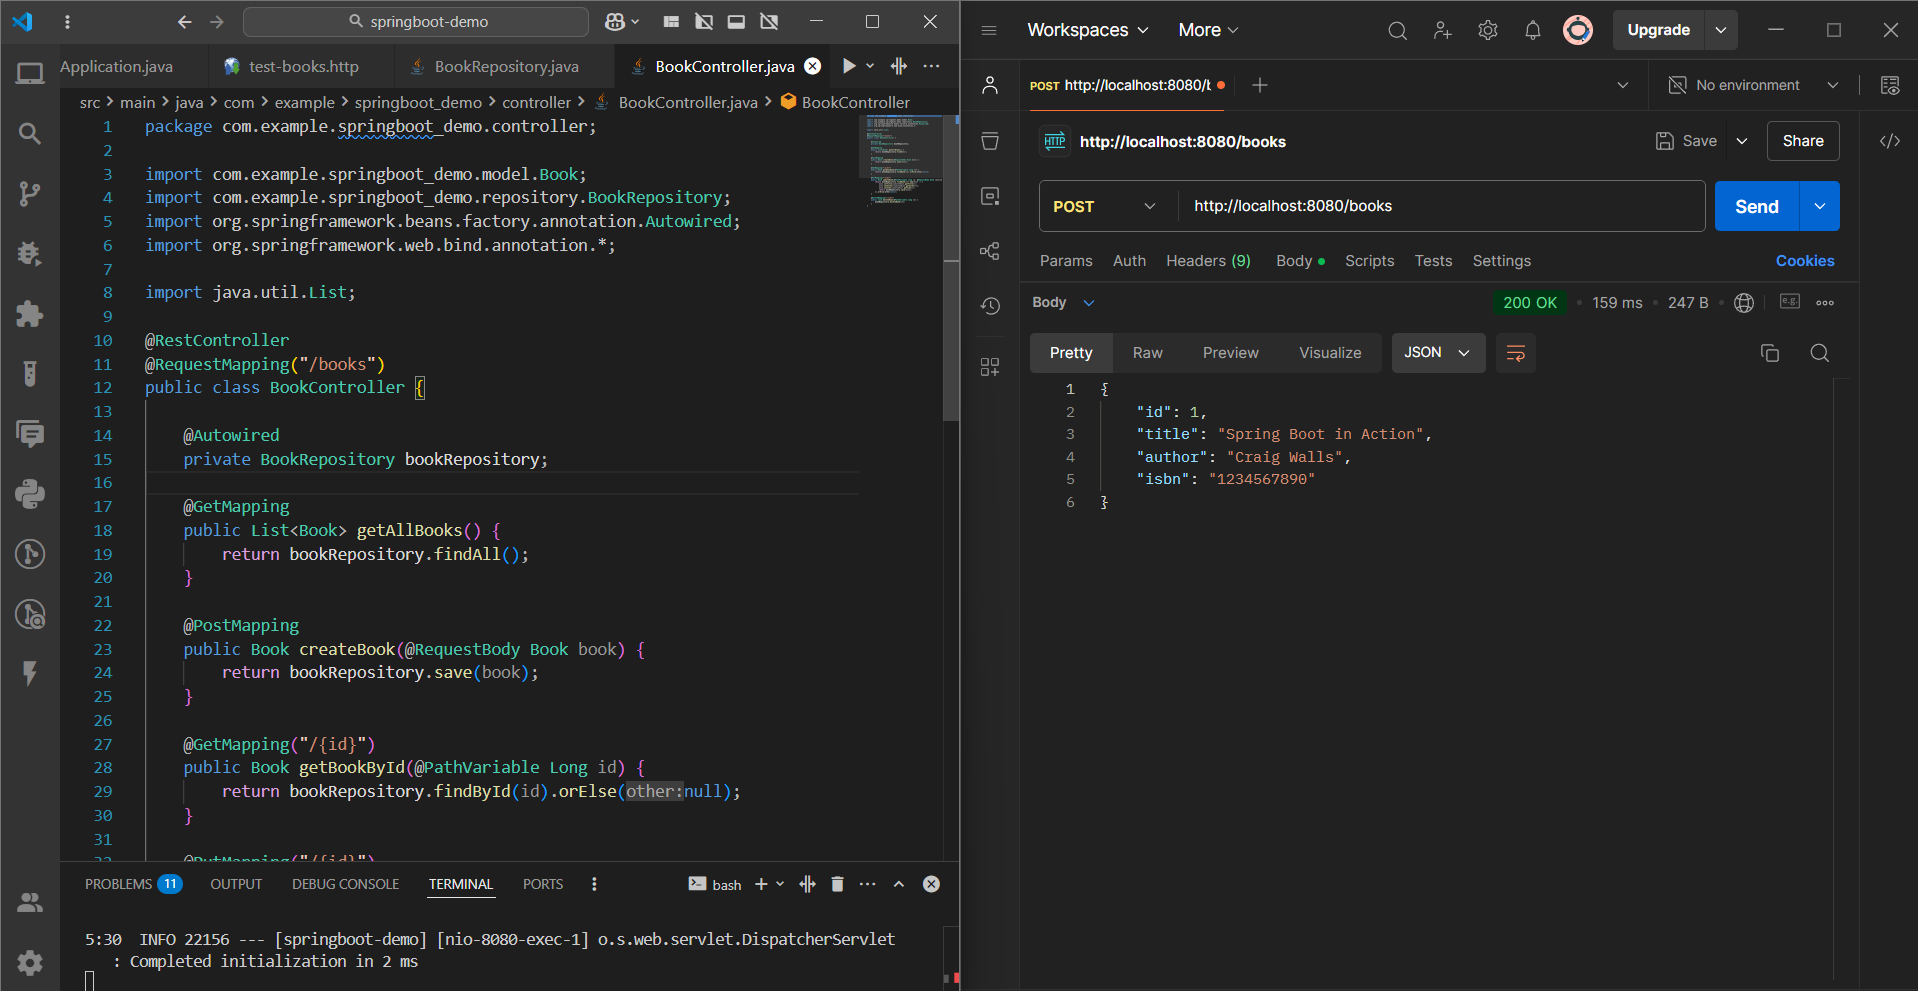 springboot-demo
Application.java
test-books.http
BookRepository.java
BookController.java
src > main > java > com > example > springboot_demo > controller > BookController.java > BookController
1 package com.example.springboot_demo.controller;
2
3 import com.example.springboot_demo.model.Book;
4 import com.example.springboot_demo.repository.BookRepository;
5 import org.springframework.beans.factory.annotation.Autowired;
6 import org.springframework.web.bind.annotation.*;
7
8 import java.util.List;
9
10 @RestController
11 @RequestMapping("/books")
12 public class BookController {
13
14 @Autowired
15 private BookRepository bookRepository;
16
17 @GetMapping
18 public List<Book> getAllBooks() {
19 return bookRepository.findAll();
20 }
21
22 @PostMapping
23 public Book createBook(@RequestBody Book book) {
24 return bookRepository.save(book);
25 }
26
27 @GetMapping("/{id}")
28 public Book getBookById(@PathVariable Long id) {
29 return bookRepository.findById(id).orElse(other:null);
30 }
31
32 @PutMapping("/{id}")
PROBLEMS 11 OUTPUT DEBUG CONSOLE TERMINAL PORTS
bash
5:30 INFO 22156 --- [springboot-demo] [nio-8080-exec-1] o.s.web.servlet.DispatcherServlet
: Completed initialization in 2 ms
Workspaces More Upgrade
POST http://localhost:8080/b
No environment
HTTP http://localhost:8080/books
Save Share
POST http://localhost:8080/books Send
Params Auth Headers (9) Body Scripts Tests Settings Cookies
Body 200 OK 159 ms 247 B e.g.
Pretty Raw Preview Visualize JSON
1 {
2 "id": 1,
3 "title": "Spring Boot in Action",
4 "author": "Craig Walls",
5 "isbn": "1234567890"
6 }